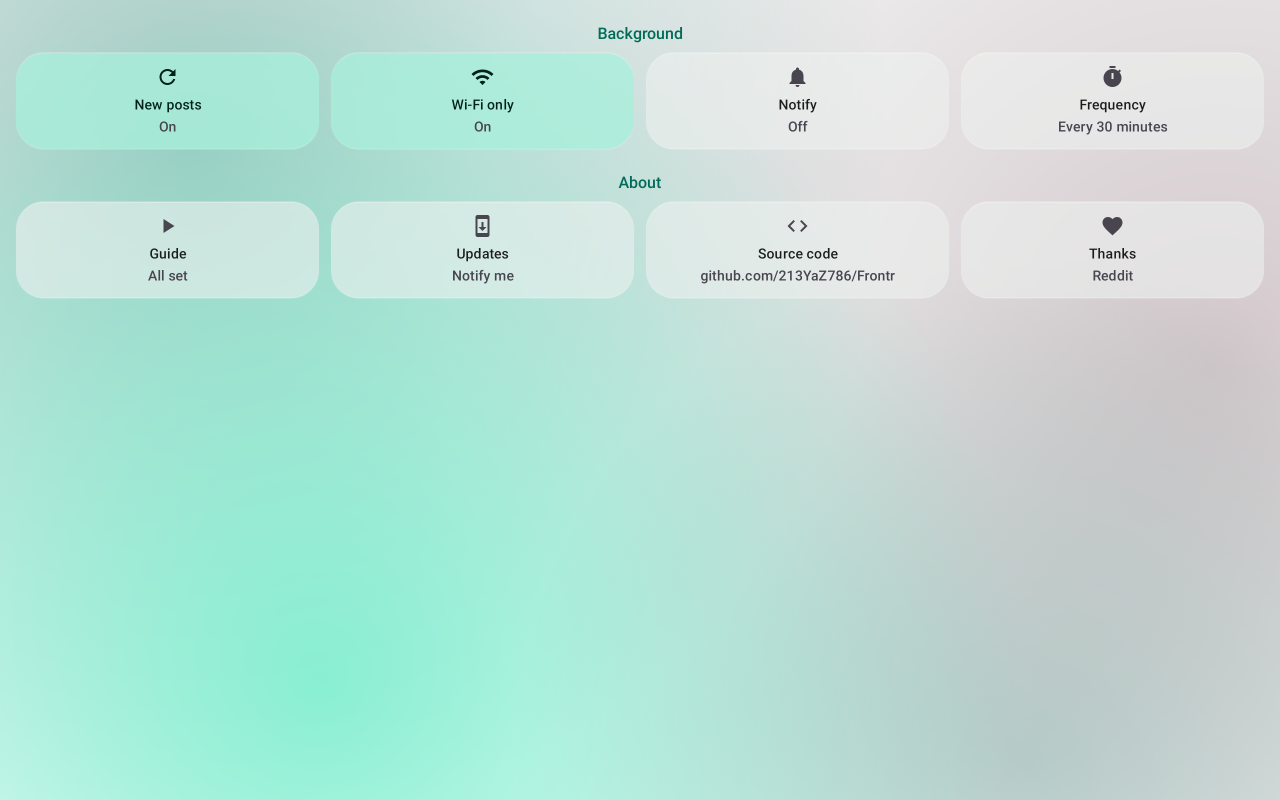 Background
New posts
On
Wi-Fi only
On
Notify
Off
Frequency
Every 30 minutes
About
Guide
All set
Updates
Notify me
Source code
github.com/213YaZ786/Frontr
Thanks
Reddit